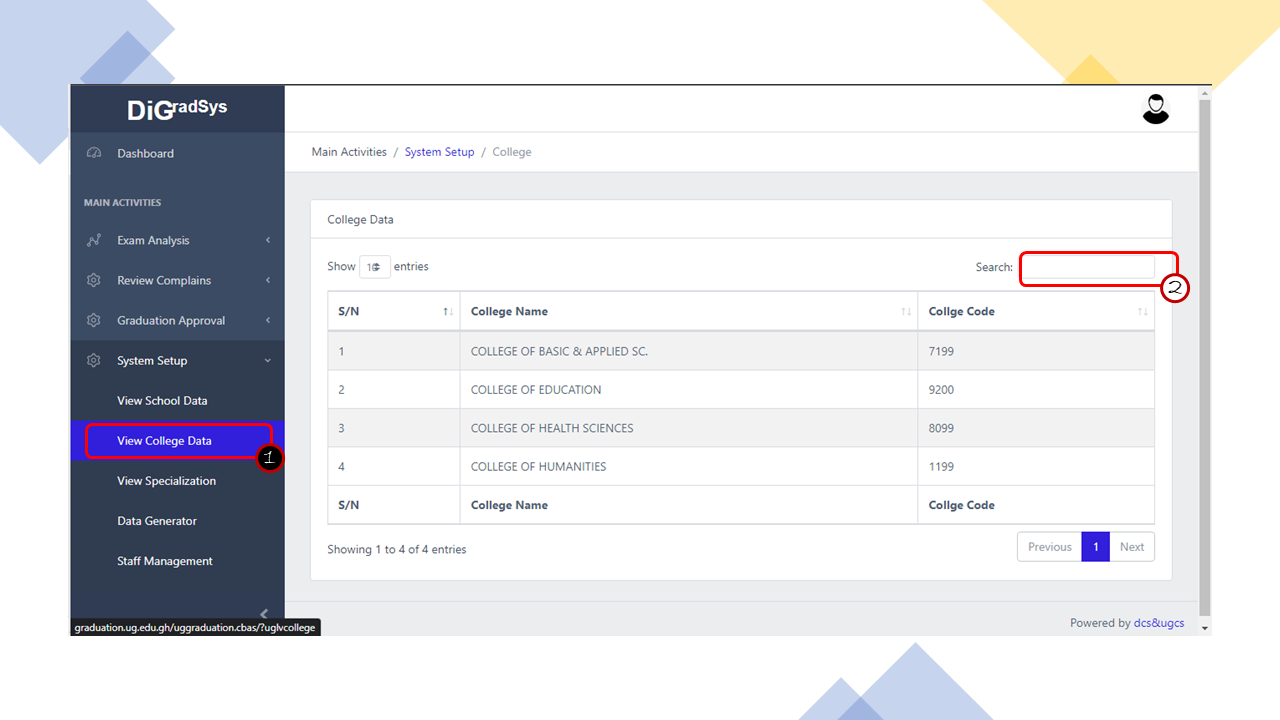 DiGradSys
Dashboard
MAIN ACTIVITIES
Exam Analysis
Review Complains
Graduation Approval
System Setup
View School Data
View College Data
1
View Specialization
Data Generator
Staff Management
graduation.ug.edu.gh/uggraduation.cbas/?uglvcollege
Main Activities / System Setup / College
College Data
Show 10 entries
Search:
2
S/N College Name Collge Code
1 COLLEGE OF BASIC & APPLIED SC. 7199
2 COLLEGE OF EDUCATION 9200
3 COLLEGE OF HEALTH SCIENCES 8099
4 COLLEGE OF HUMANITIES 1199
S/N College Name Collge Code
Showing 1 to 4 of 4 entries
Previous 1 Next
Powered by dcs&ugcs